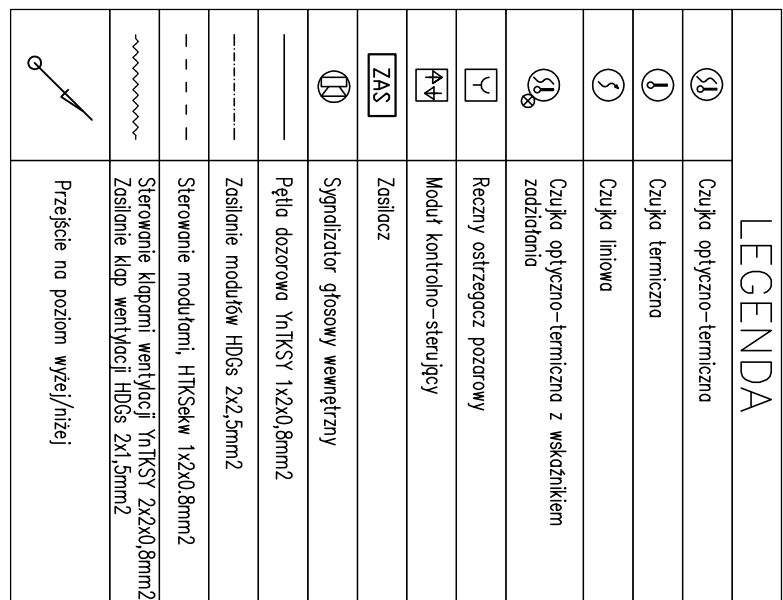 LEGENDA
Czujka optyczno-termiczna
Czujka termiczna
Czujka liniowa
Czujka optyczno-termiczna z wskaźnikiem
zadziałania
Reczny ostrzegacz pozarowy
Moduł kontrolno-sterujący
ZAS
Zasilacz
Sygnalizator głosowy wewnętrzny
Pętla dozorowa YnTKSY 1x2x0,8mm2
Zasilanie modułów HDGs 2x2,5mm2
Sterowanie modułami, HTKSekw 1x2x0.8mm2
Sterowanie klapami wentylacji YnTKSY 2x2x0,8mm2
Zasilanie klap wentylacji HDGs 2x1,5mm2
Przejście na poziom wyżej/niżej